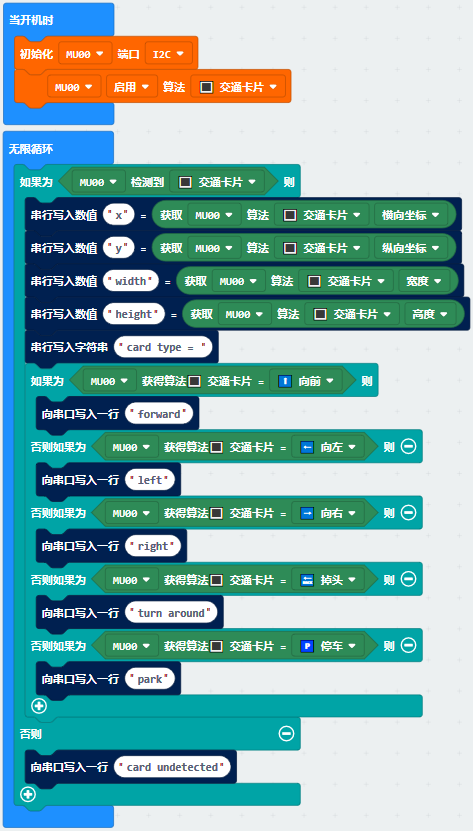 当开机时
初始化 MU00 端口 I2C
MU00 启用 算法 交通卡片
无限循环
如果为 MU00 检测到 交通卡片 则
串行写入数值 "x" = 获取 MU00 算法 交通卡片 横向坐标
串行写入数值 "y" = 获取 MU00 算法 交通卡片 纵向坐标
串行写入数值 "width" = 获取 MU00 算法 交通卡片 宽度
串行写入数值 "height" = 获取 MU00 算法 交通卡片 高度
串行写入字符串 "card type = "
如果为 MU00 获得算法 交通卡片 = 向前 则
向串口写入一行 "forward"
否则如果为 MU00 获得算法 交通卡片 = 向左 则
向串口写入一行 "left"
否则如果为 MU00 获得算法 交通卡片 = 向右 则
向串口写入一行 "right"
否则如果为 MU00 获得算法 交通卡片 = 掉头 则
向串口写入一行 "turn around"
否则如果为 MU00 获得算法 交通卡片 = P 停车 则
向串口写入一行 "park"
否则
向串口写入一行 "card undetected"